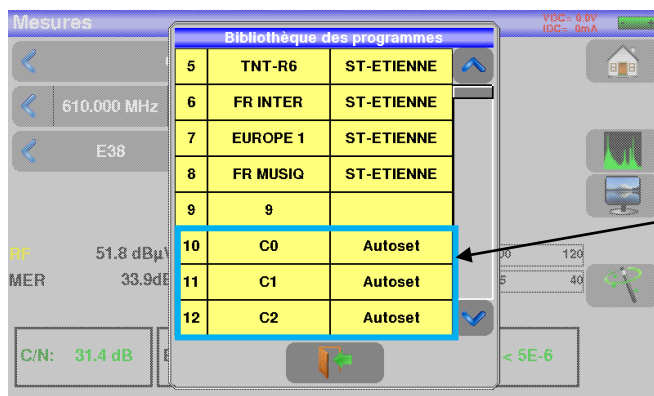 Mesures
VDC= 0.0V
IDC= 0mA
Bibliothèque des programmes
5 TNT-R6 ST-ETIENNE
6 FR INTER ST-ETIENNE
7 EUROPE 1 ST-ETIENNE
8 FR MUSIQ ST-ETIENNE
9 9
10 C0 Autoset
11 C1 Autoset
12 C2 Autoset
610.000 MHz
E38
RF 51.8 dBµV
120
MER 33.9dB
40
C/N: 31.4 dB
< 5E-6